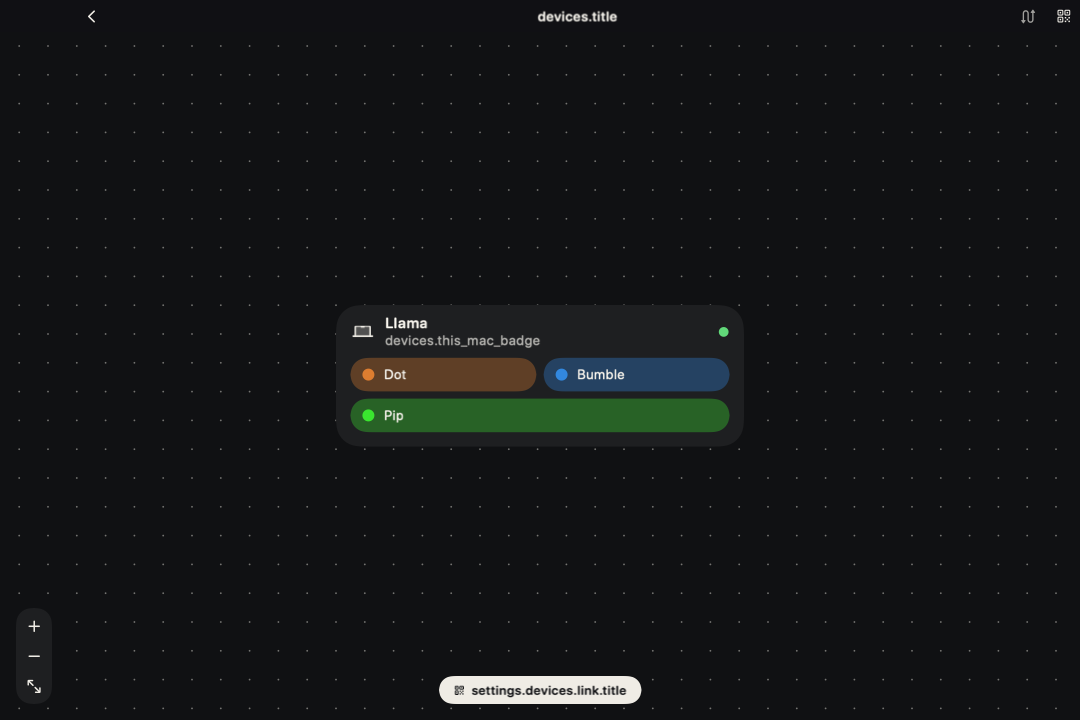 devices.title
Llama
devices.this_mac_badge
Dot
Bumble
Pip
settings.devices.link.title